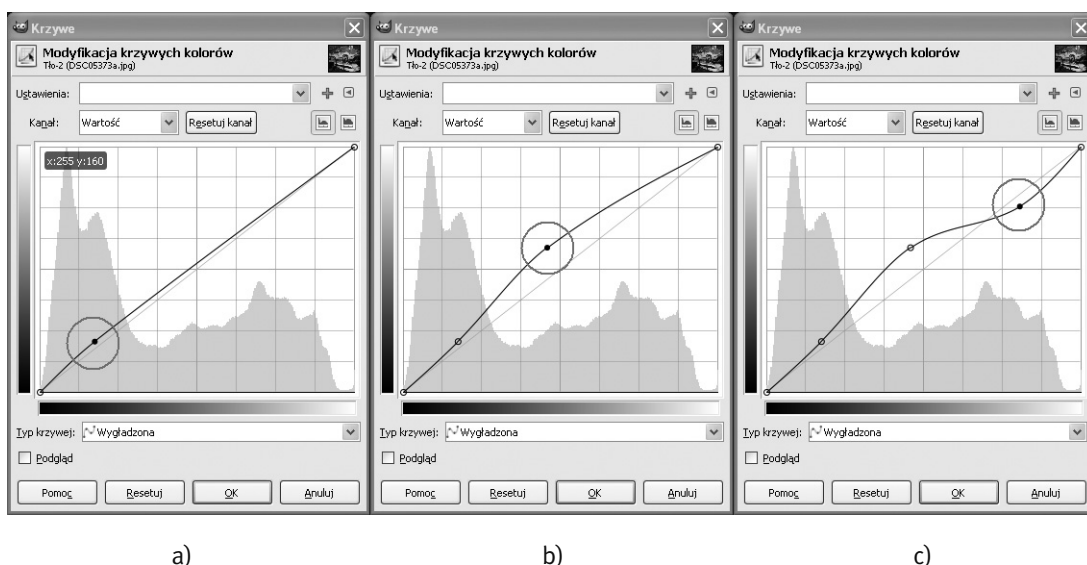 Krzywe
Modyfikacja krzywych kolorów
Tło-2 (DSC05373a.jpg)
Ustawienia:
Kanał: Wartość Resetuj kanał
x:255 y:160
Typ krzywej: Wygładzona
Podgląd
Pomoc Resetuj OK Anuluj
a)
Krzywe
Modyfikacja krzywych kolorów
Tło-2 (DSC05373a.jpg)
Ustawienia:
Kanał: Wartość Resetuj kanał
Typ krzywej: Wygładzona
Podgląd
Pomoc Resetuj OK Anuluj
b)
Krzywe
Modyfikacja krzywych kolorów
Tło-2 (DSC05373a.jpg)
Ustawienia:
Kanał: Wartość Resetuj kanał
Typ krzywej: Wygładzona
Podgląd
Pomoc Resetuj OK Anuluj
c)